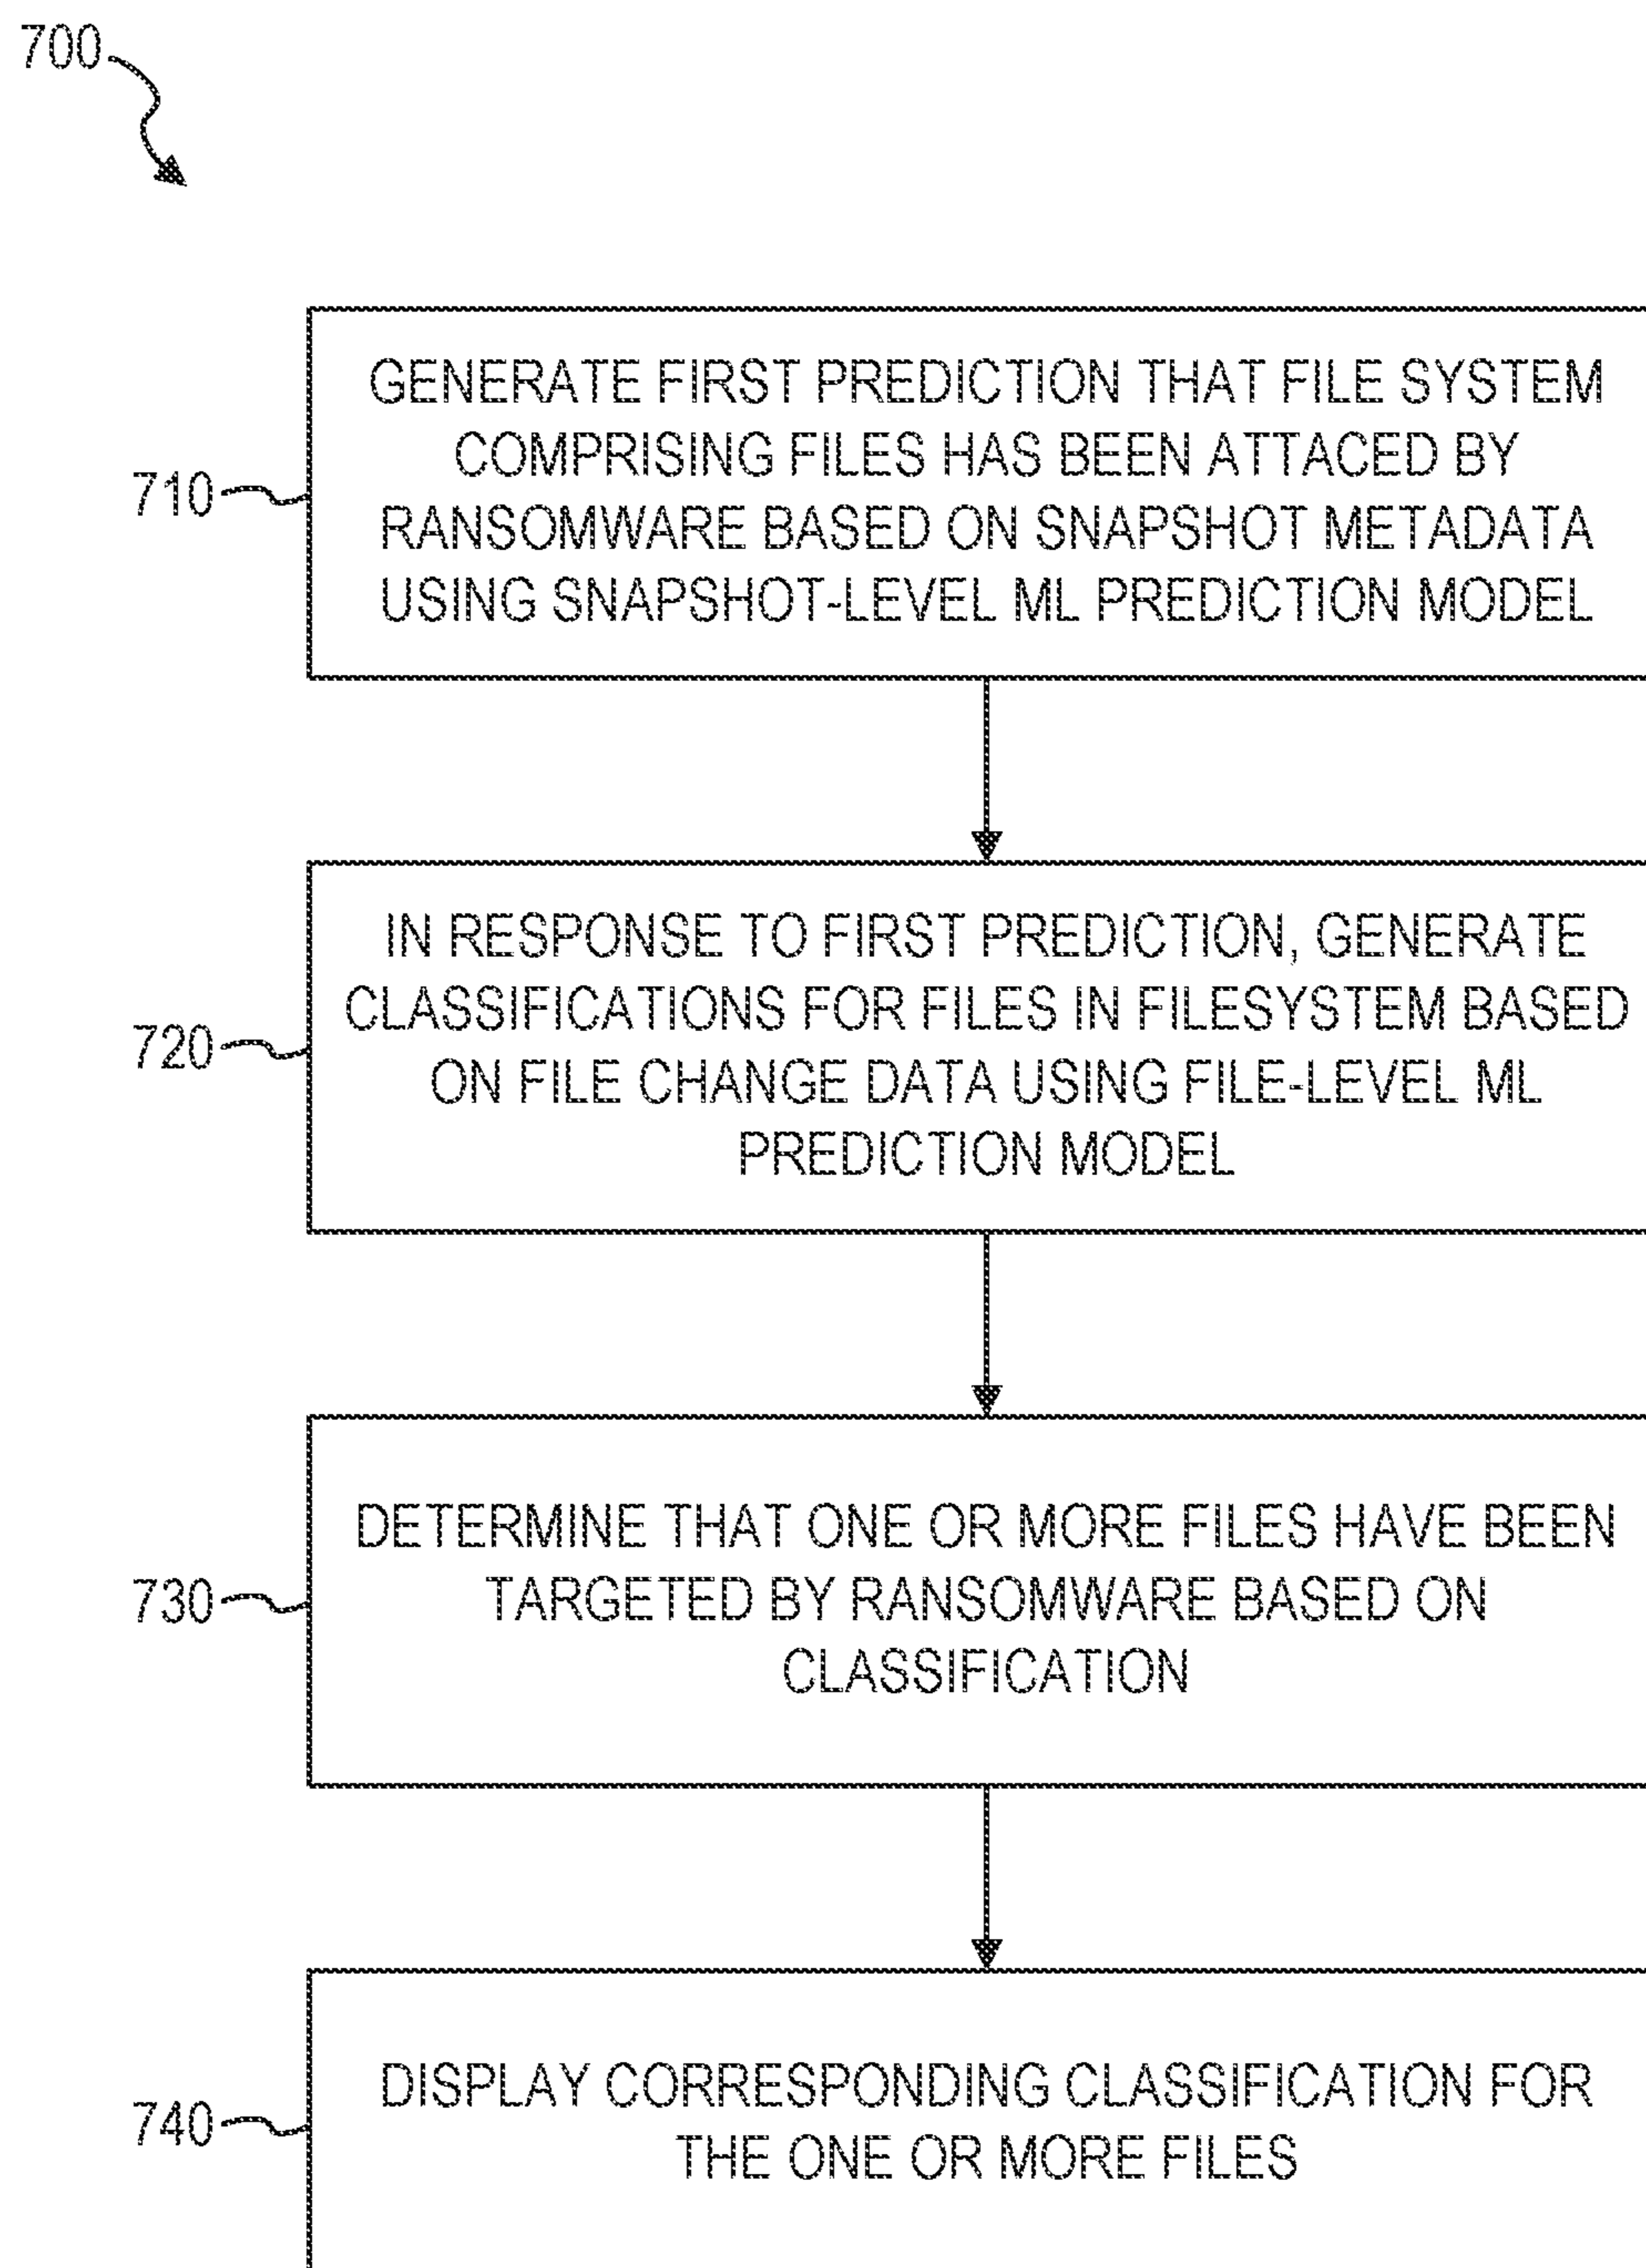 700
GENERATE FIRST PREDICTION THAT FILE SYSTEM
COMPRISING FILES HAS BEEN ATTACED BY
RANSOMWARE BASED ON SNAPSHOT METADATA
USING SNAPSHOT-LEVEL ML PREDICTION MODEL
710
IN RESPONSE TO FIRST PREDICTION, GENERATE
CLASSIFICATIONS FOR FILES IN FILESYSTEM BASED
ON FILE CHANGE DATA USING FILE-LEVEL ML
PREDICTION MODEL
720
DETERMINE THAT ONE OR MORE FILES HAVE BEEN
TARGETED BY RANSOMWARE BASED ON
CLASSIFICATION
730
DISPLAY CORRESPONDING CLASSIFICATION FOR
THE ONE OR MORE FILES
740